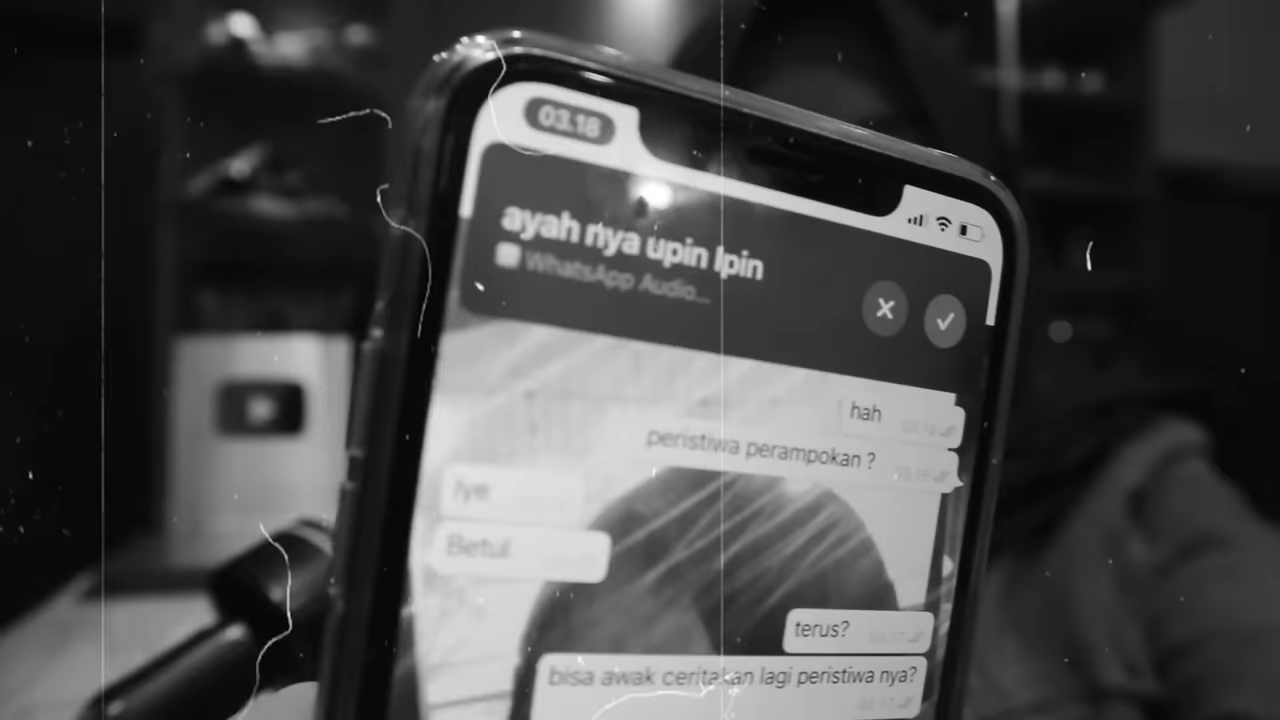 03.18
ayah nya upin Ipin
WhatsApp Audio...
hah
peristiwa perampokan ?
Iye
Betul
terus?
bisa awak ceritakan lagi peristiwa nya?